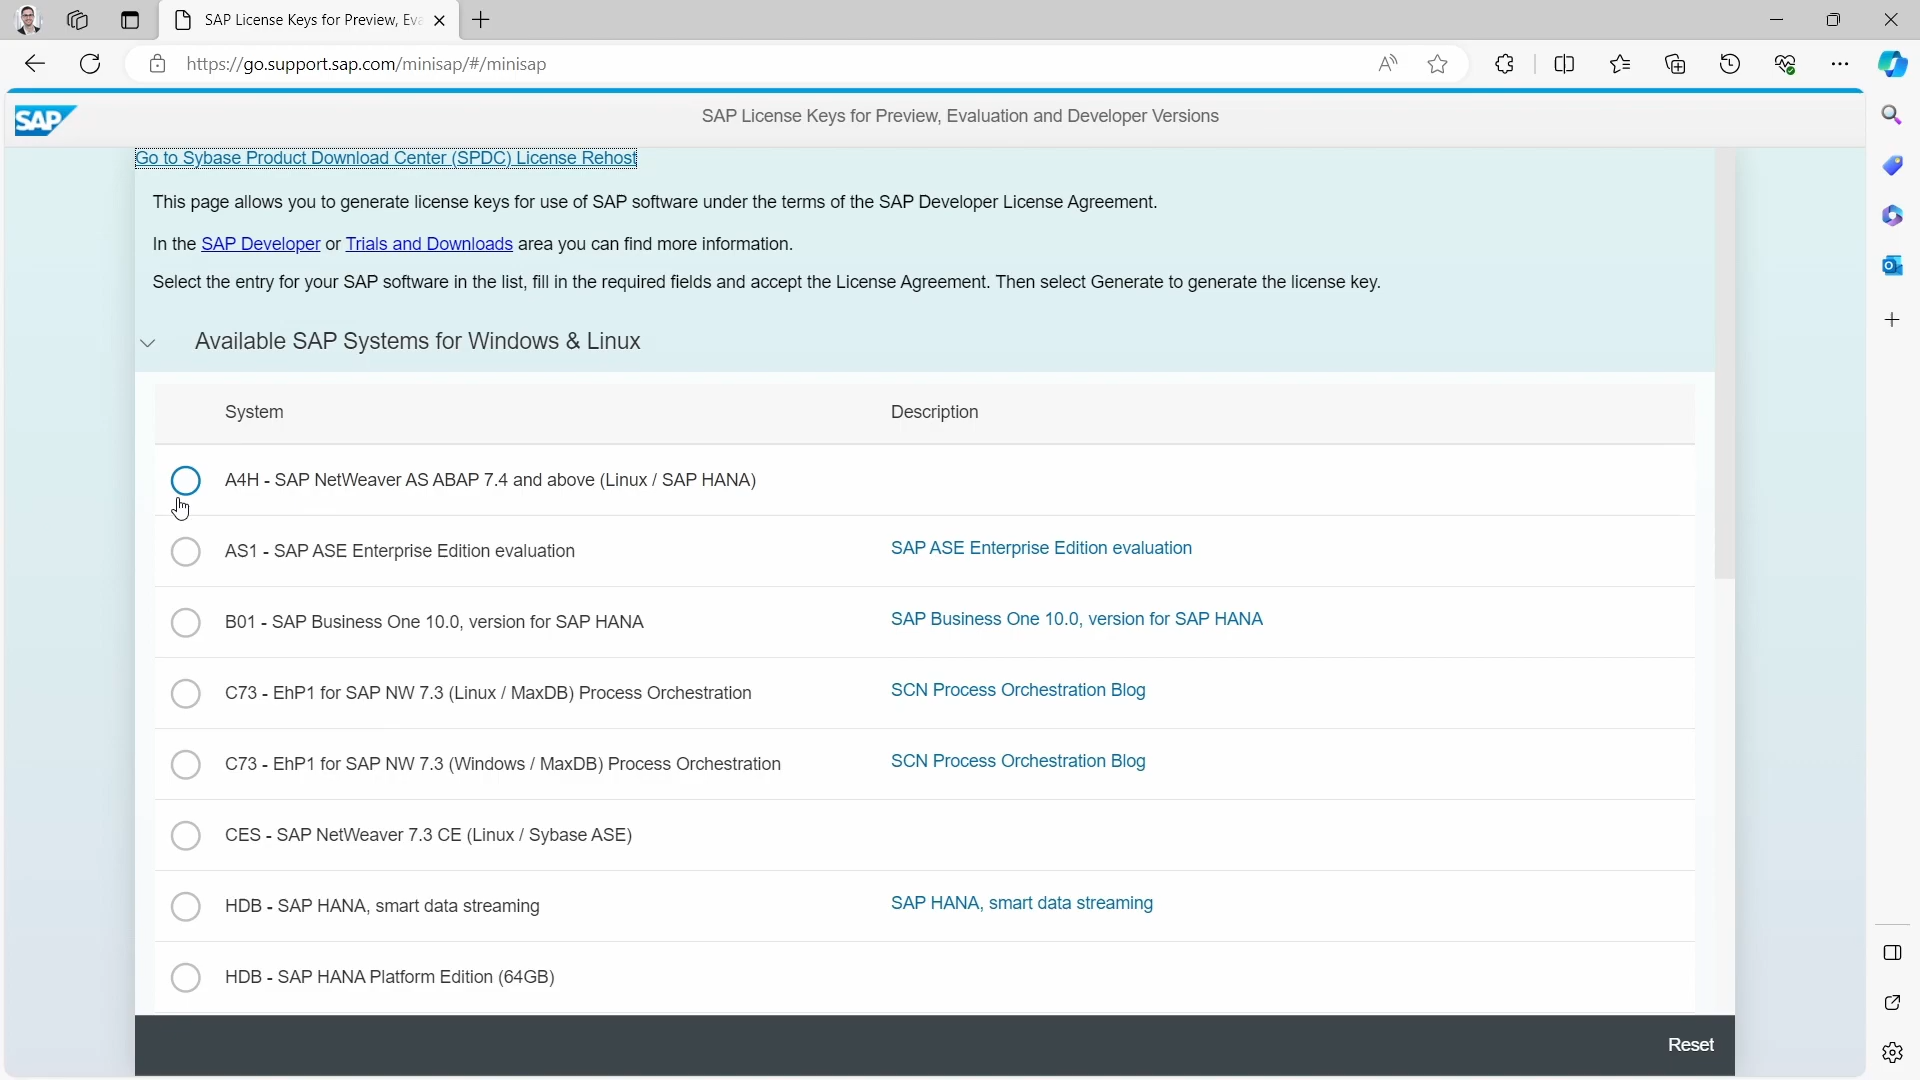 SAP License Keys for Preview, Eva
https://go.support.sap.com/minisap/#/minisap
SAP
SAP License Keys for Preview, Evaluation and Developer Versions
Go to Sybase Product Download Center (SPDC) License Rehost
This page allows you to generate license keys for use of SAP software under the terms of the SAP Developer License Agreement.
In the SAP Developer or Trials and Downloads area you can find more information.
Select the entry for your SAP software in the list, fill in the required fields and accept the License Agreement. Then select Generate to generate the license key.
Available SAP Systems for Windows & Linux
System Description
A4H - SAP NetWeaver AS ABAP 7.4 and above (Linux / SAP HANA)
AS1 - SAP ASE Enterprise Edition evaluation SAP ASE Enterprise Edition evaluation
B01 - SAP Business One 10.0, version for SAP HANA SAP Business One 10.0, version for SAP HANA
C73 - EhP1 for SAP NW 7.3 (Linux / MaxDB) Process Orchestration SCN Process Orchestration Blog
C73 - EhP1 for SAP NW 7.3 (Windows / MaxDB) Process Orchestration SCN Process Orchestration Blog
CES - SAP NetWeaver 7.3 CE (Linux / Sybase ASE)
HDB - SAP HANA, smart data streaming SAP HANA, smart data streaming
HDB - SAP HANA Platform Edition (64GB)
Reset